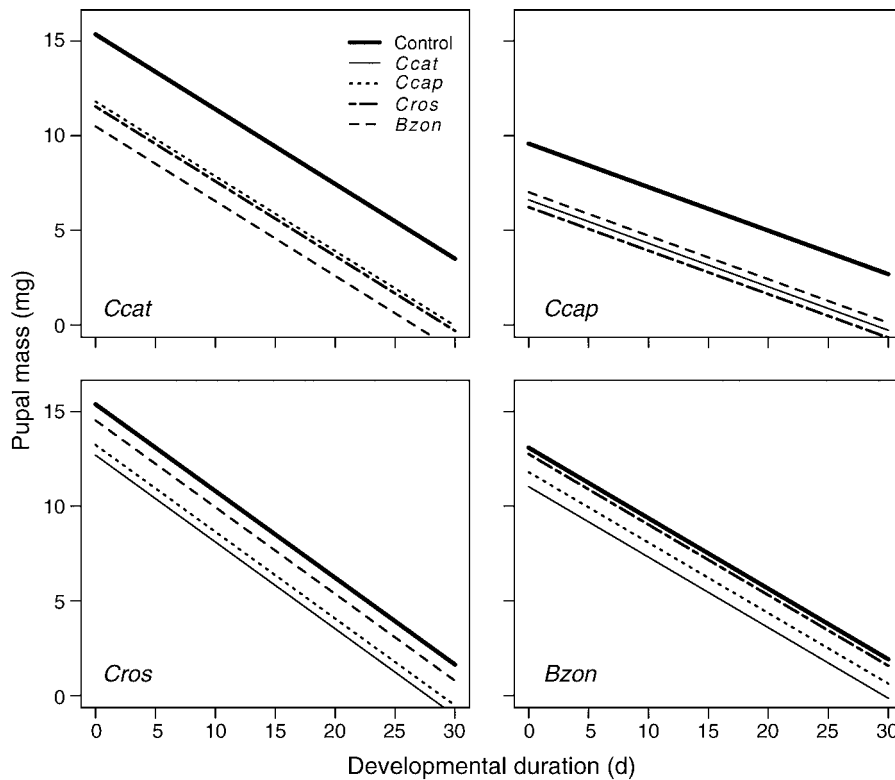 15
10
5
0
Control
Ccat
Ccap
Cros
Bzon
Ccat
Ccap
Pupal mass (mg)
15
10
5
0
Cros
Bzon
0 5 10 15 20 25 30 0 5 10 15 20 25 30
Developmental duration (d)